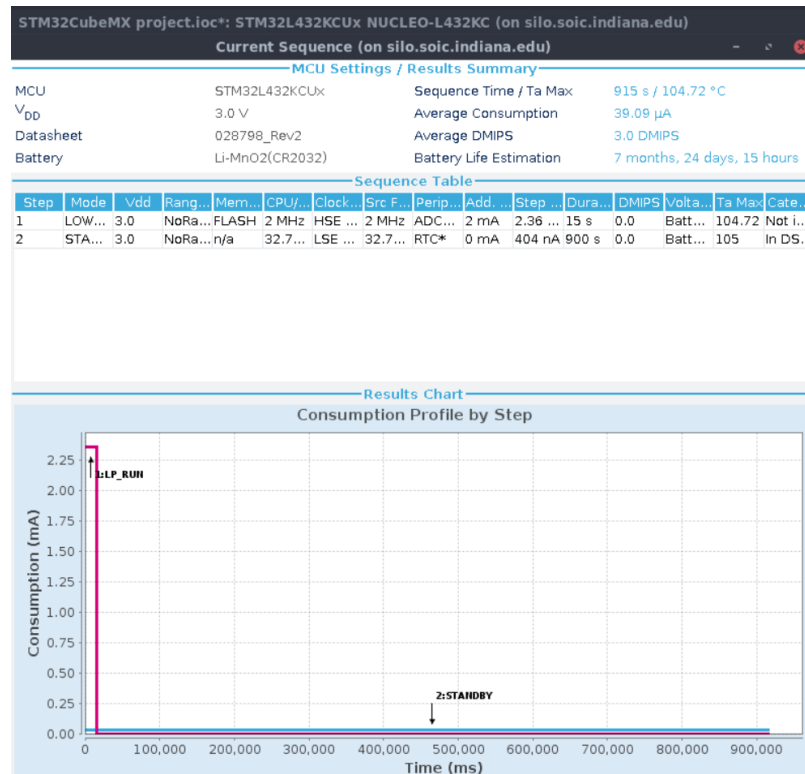 STM32CubeMX project.ioc*: STM32L432KCUx NUCLEO-L432KC (on silo.soic.indiana.edu)
Current Sequence (on silo.soic.indiana.edu)
MCU Settings / Results Summary
MCU STM32L432KCUx Sequence Time / Ta Max 915 s / 104.72 °C
VDD 3.0 V Average Consumption 39.09 µA
Datasheet 028798_Rev2 Average DMIPS 3.0 DMIPS
Battery Li-MnO2(CR2032) Battery Life Estimation 7 months, 24 days, 15 hours
Sequence Table
Step Mode Vdd Rang... Mem... CPU/... Clock... Src F... Perip... Add. ... Step ... Dura... DMIPS Volta... Ta Max Cate...
1 LOW... 3.0 NoRa... FLASH 2 MHz HSE ... 2 MHz ADC... 2 mA 2.36 ... 15 s 0.0 Batt... 104.72 Not i...
2 STA... 3.0 NoRa... n/a 32.7... LSE ... 32.7... RTC* 0 mA 404 nA 900 s 0.0 Batt... 105 In DS...
Results Chart
Consumption Profile by Step
2.25
1:LP_RUN
2.00
1.75
1.50
1.25
1.00
0.75
0.50
2:STANDBY
0.25
0.00
Consumption (mA)
0 100,000 200,000 300,000 400,000 500,000 600,000 700,000 800,000 900,000
Time (ms)